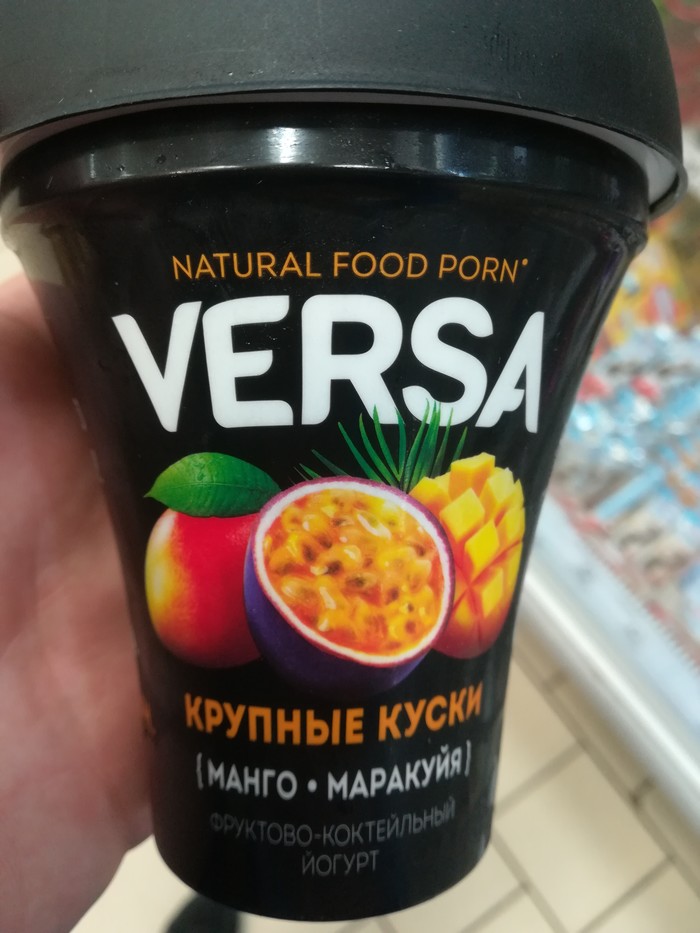 NATURAL FOOD PORN*
VERSA
КРУПНЫЕ КУСКИ
{МАНГО • МАРАКУЙЯ}
ФРУКТОВО-КОКТЕЙЛЬНЫЙ
ЙОГУРТ